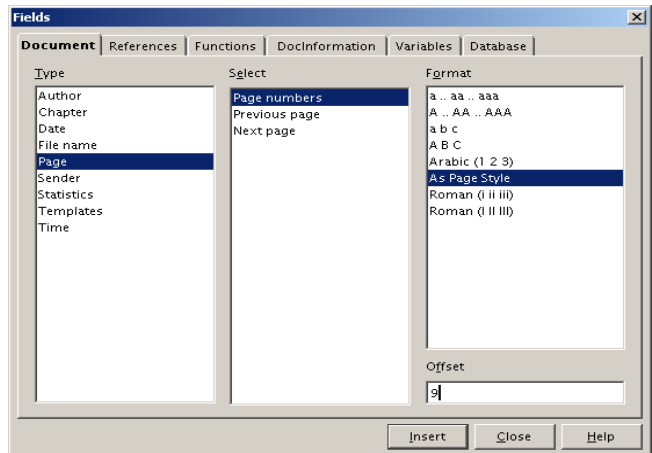 Fields
Document References Functions DocInformation Variables Database
Type
Author
Chapter
Date
File name
Page
Sender
Statistics
Templates
Time
Select
Page numbers
Previous page
Next page
Format
a .. aa .. aaa
A .. AA .. AAA
a b c
A B C
Arabic (1 2 3)
As Page Style
Roman (i ii iii)
Roman (I II III)
Offset
9
Insert Close Help